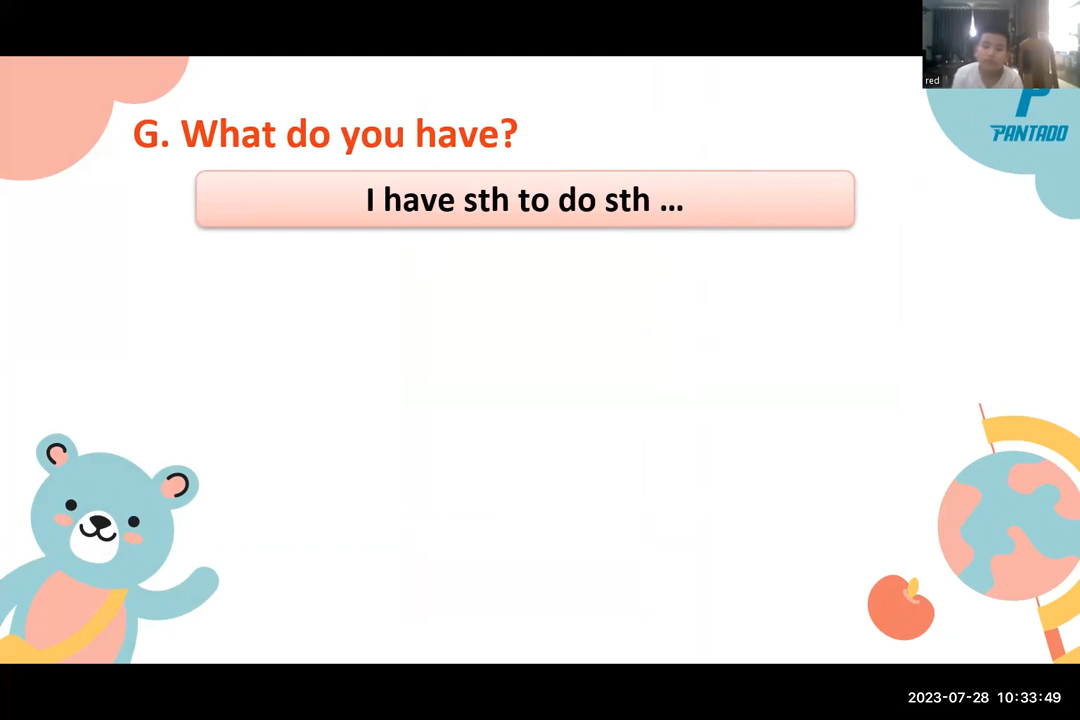 red
PANTADO
G. What do you have?
I have sth to do sth ...
2023-07-28 10:33:49